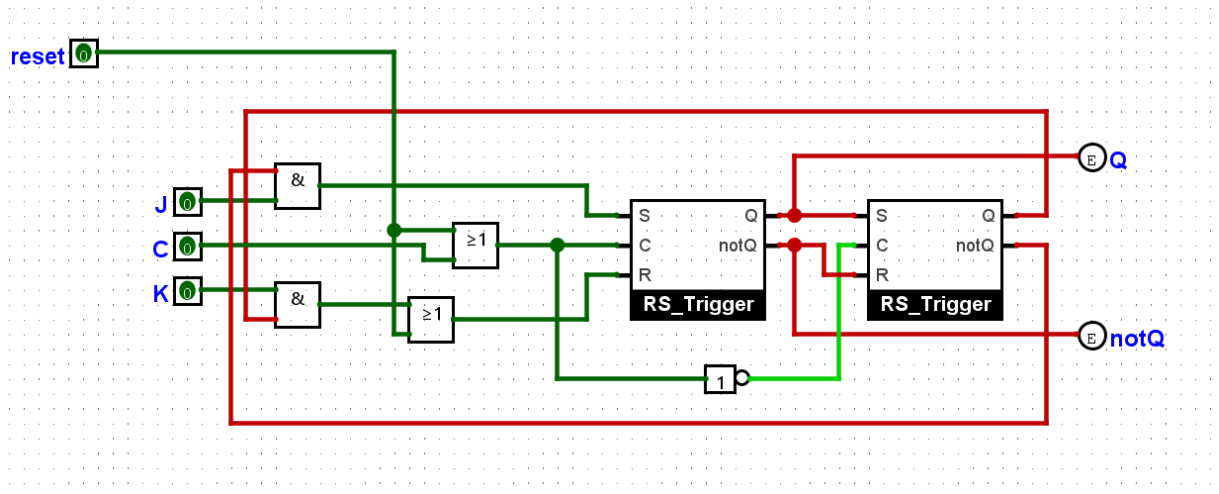 reset 0
E Q
&
J 0
S Q S Q
C 0
≥1
C notQ C notQ
K 0
&
R R
≥1
RS_Trigger RS_Trigger
E notQ
1